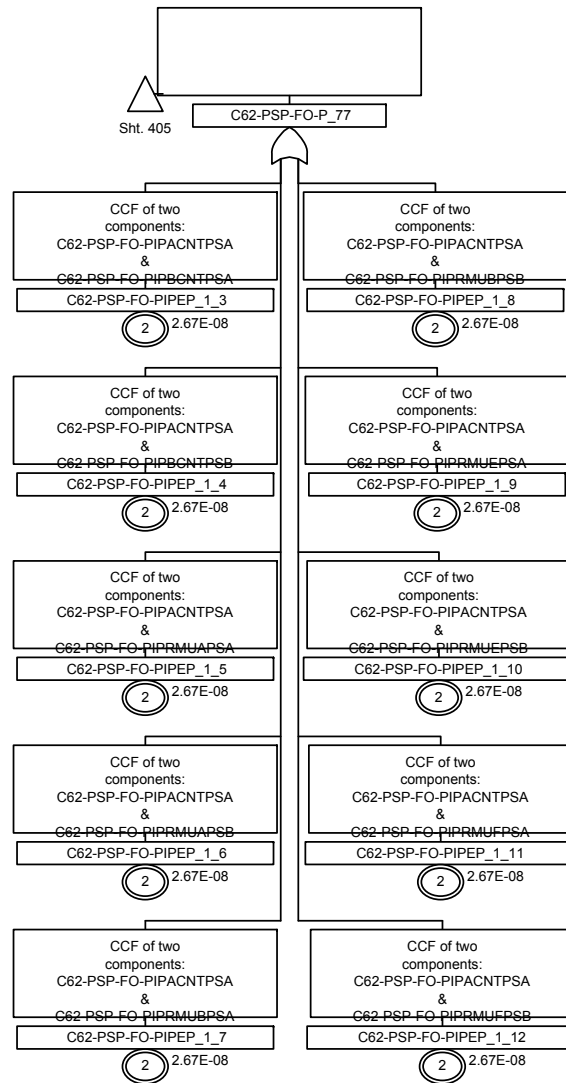 C62-PSP-FO-P_77
Sht. 405
CCF of two
components:
C62-PSP-FO-PIPACNTPSA
&
C62-PSP-FO-PIPBCNTPSA
C62-PSP-FO-PIPEP_1_3
2
2.67E-08
CCF of two
components:
C62-PSP-FO-PIPACNTPSA
&
C62-PSP-FO-PIPRMUBPSB
C62-PSP-FO-PIPEP_1_8
2
2.67E-08
CCF of two
components:
C62-PSP-FO-PIPACNTPSA
&
C62-PSP-FO-PIPBCNTPSB
C62-PSP-FO-PIPEP_1_4
2
2.67E-08
CCF of two
components:
C62-PSP-FO-PIPACNTPSA
&
C62-PSP-FO-PIPRMUEPSA
C62-PSP-FO-PIPEP_1_9
2
2.67E-08
CCF of two
components:
C62-PSP-FO-PIPACNTPSA
&
C62-PSP-FO-PIPRMUAPSA
C62-PSP-FO-PIPEP_1_5
2
2.67E-08
CCF of two
components:
C62-PSP-FO-PIPACNTPSA
&
C62-PSP-FO-PIPRMUEPSB
C62-PSP-FO-PIPEP_1_10
2
2.67E-08
CCF of two
components:
C62-PSP-FO-PIPACNTPSA
&
C62-PSP-FO-PIPRMUAPSB
C62-PSP-FO-PIPEP_1_6
2
2.67E-08
CCF of two
components:
C62-PSP-FO-PIPACNTPSA
&
C62-PSP-FO-PIPRMUFPSA
C62-PSP-FO-PIPEP_1_11
2
2.67E-08
CCF of two
components:
C62-PSP-FO-PIPACNTPSA
&
C62-PSP-FO-PIPRMUBPSA
C62-PSP-FO-PIPEP_1_7
2
2.67E-08
CCF of two
components:
C62-PSP-FO-PIPACNTPSA
&
C62-PSP-FO-PIPRMUFPSB
C62-PSP-FO-PIPEP_1_12
2
2.67E-08